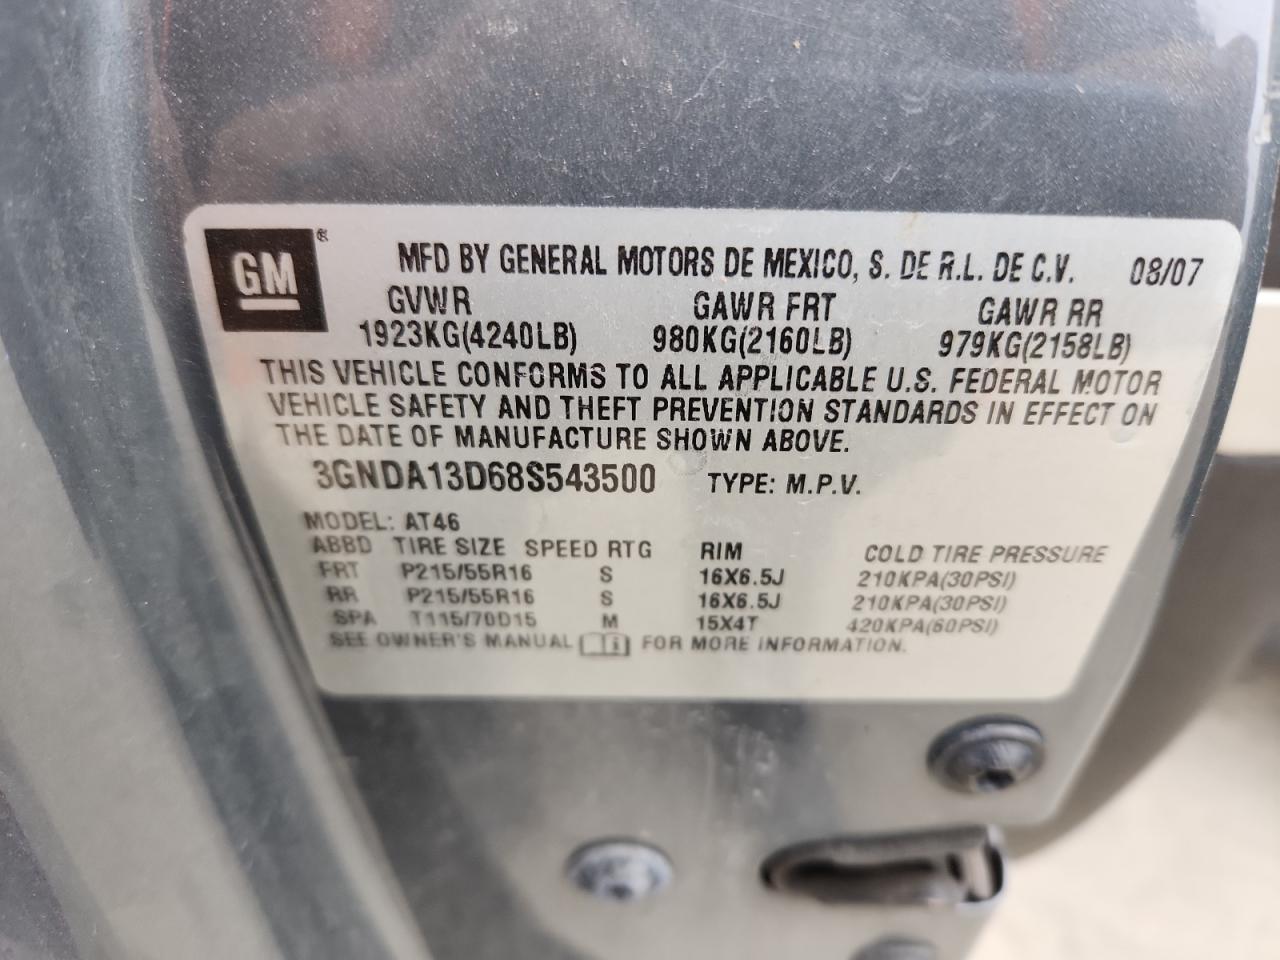 GM®
MFD BY GENERAL MOTORS DE MEXICO, S. DE R.L. DE C.V. 08/07
GVWR GAWR FRT GAWR RR
1923KG(4240LB) 980KG(2160LB) 979KG(2158LB)
THIS VEHICLE CONFORMS TO ALL APPLICABLE U.S. FEDERAL MOTOR
VEHICLE SAFETY AND THEFT PREVENTION STANDARDS IN EFFECT ON
THE DATE OF MANUFACTURE SHOWN ABOVE.
3GNDA13D68S543500 TYPE: M.P.V.
MODEL: AT46
ABBD TIRE SIZE SPEED RTG RIM COLD TIRE PRESSURE
FRT P215/55R16 S 16X6.5J 210KPA(30PSI)
RR P215/55R16 S 16X6.5J 210KPA(30PSI)
SPA T115/70D15 M 15X4T 420KPA(60PSI)
SEE OWNER'S MANUAL FOR MORE INFORMATION.